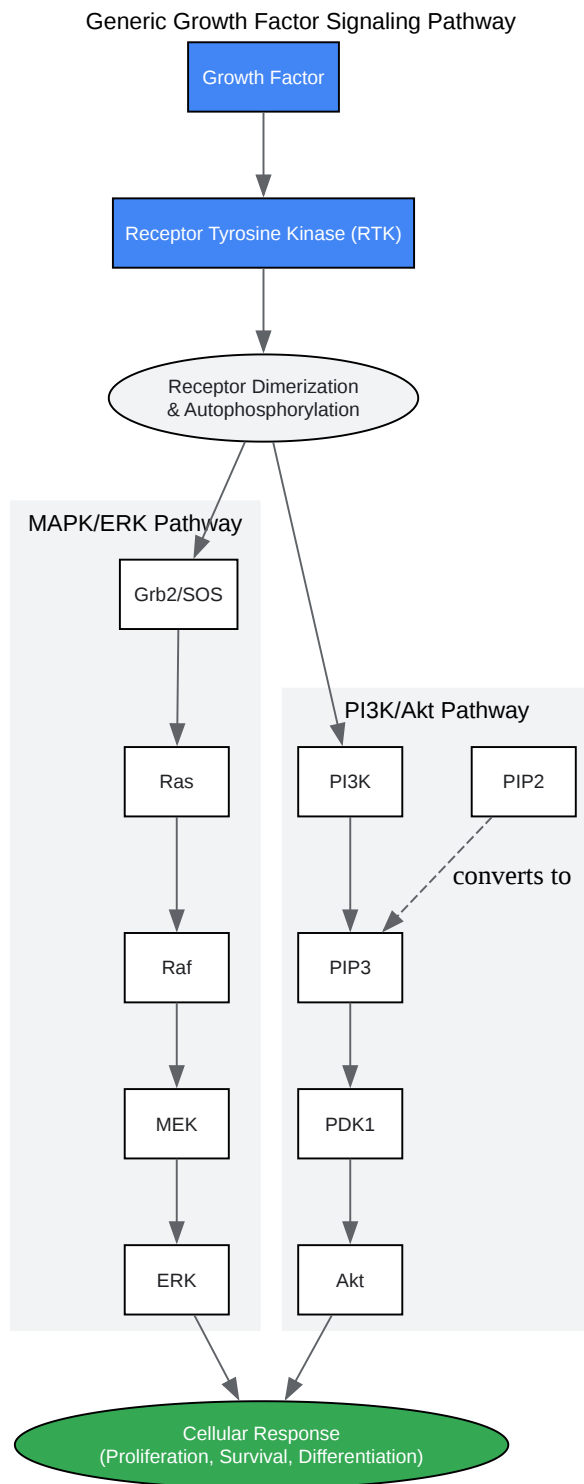 Generic Growth Factor Signaling Pathway
Growth Factor
Receptor Tyrosine Kinase (RTK)
Receptor Dimerization
& Autophosphorylation
MAPK/ERK Pathway
Grb2/SOS
Ras
Raf
MEK
ERK
PI3K/Akt Pathway
PI3K
PIP2
converts to
PIP3
PDK1
Akt
Cellular Response
(Proliferation, Survival, Differentiation)